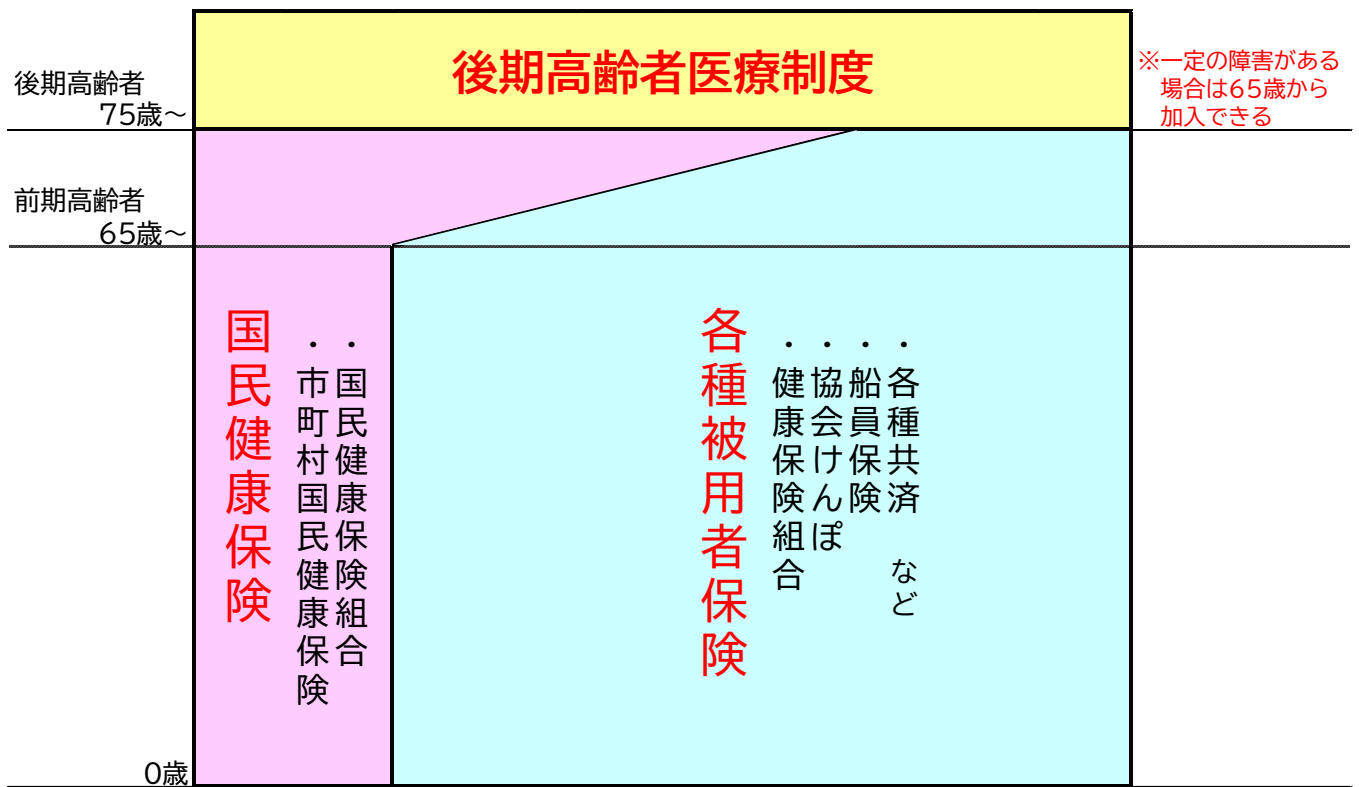 後期高齢者医療制度
※一定の障害がある
場合は65歳から
加入できる
後期高齢者
75歳～
前期高齢者
65歳～
国民健康保険
・市町村国民健康保険
・国民健康保険組合
各種被用者保険
・健康保険組合
・協会けんぽ
・船員保険
・各種共済 など
0歳